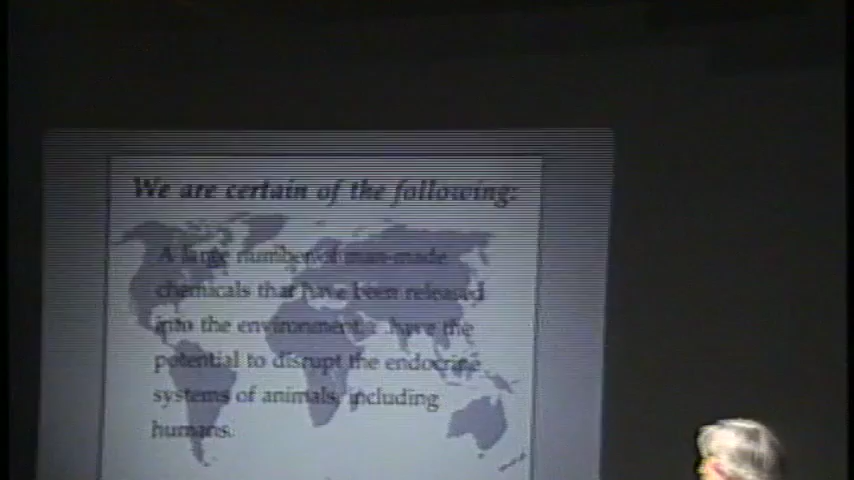 We are certain of the following:
A large number of man-made
chemicals that have been released
into the environment . . .have the
potential to disrupt the endocrine
systems of animals, including
humans.